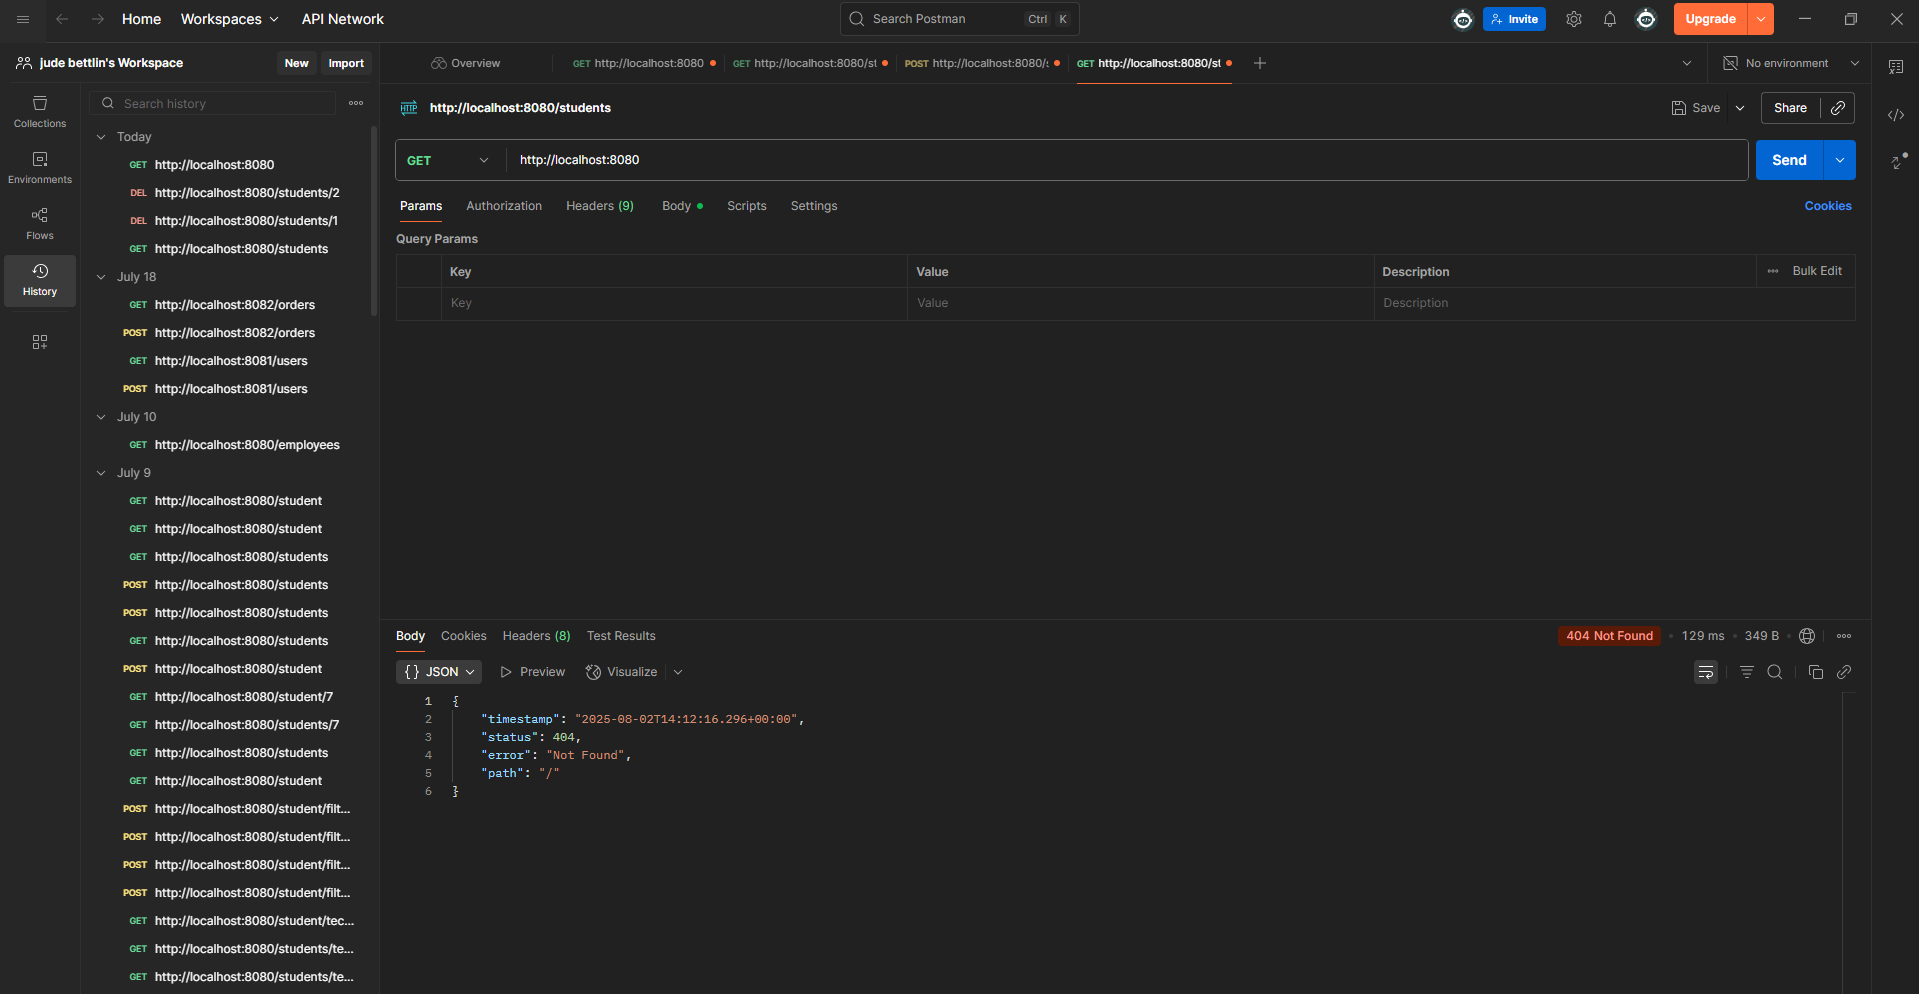 Home Workspaces API Network Search Postman Ctrl K Invite Upgrade
jude bettlin's Workspace New Import
Overview GET http://localhost:8080 GET http://localhost:8080/st POST http://localhost:8080/s GET http://localhost:8080/st No environment
Collections
Environments
Flows
History
Search history
Today
GET http://localhost:8080
DEL http://localhost:8080/students/2
DEL http://localhost:8080/students/1
GET http://localhost:8080/students
July 18
GET http://localhost:8082/orders
POST http://localhost:8082/orders
GET http://localhost:8081/users
POST http://localhost:8081/users
July 10
GET http://localhost:8080/employees
July 9
GET http://localhost:8080/student
GET http://localhost:8080/student
GET http://localhost:8080/students
POST http://localhost:8080/students
POST http://localhost:8080/students
GET http://localhost:8080/students
POST http://localhost:8080/student
GET http://localhost:8080/student/7
GET http://localhost:8080/students/7
GET http://localhost:8080/students
GET http://localhost:8080/student
POST http://localhost:8080/student/filt...
POST http://localhost:8080/student/filt...
POST http://localhost:8080/student/filt...
POST http://localhost:8080/student/filt...
GET http://localhost:8080/student/tec...
GET http://localhost:8080/students/te...
GET http://localhost:8080/students/te...
HTTP http://localhost:8080/students Save Share
GET http://localhost:8080 Send
Params Authorization Headers (9) Body Scripts Settings Cookies
Query Params
Key Value Description Bulk Edit
Key Value Description
Body Cookies Headers (8) Test Results 404 Not Found 129 ms 349 B
{} JSON Preview Visualize
1 {
2 "timestamp": "2025-08-02T14:12:16.296+00:00",
3 "status": 404,
4 "error": "Not Found",
5 "path": "/"
6 }